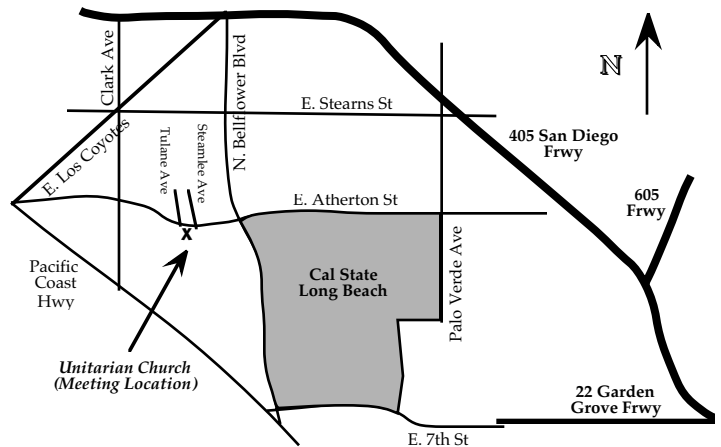 Clark Ave
N. Bellflower Blvd
N
E. Stearns St
405 San Diego
Frwy
E. Los Coyotes
Tulane Ave
Steamlee Ave
605
Frwy
E. Atherton St
X
Pacific
Coast
Hwy
Cal State
Long Beach
Palo Verde Ave
Unitarian Church
(Meeting Location)
22 Garden
Grove Frwy
E. 7th St